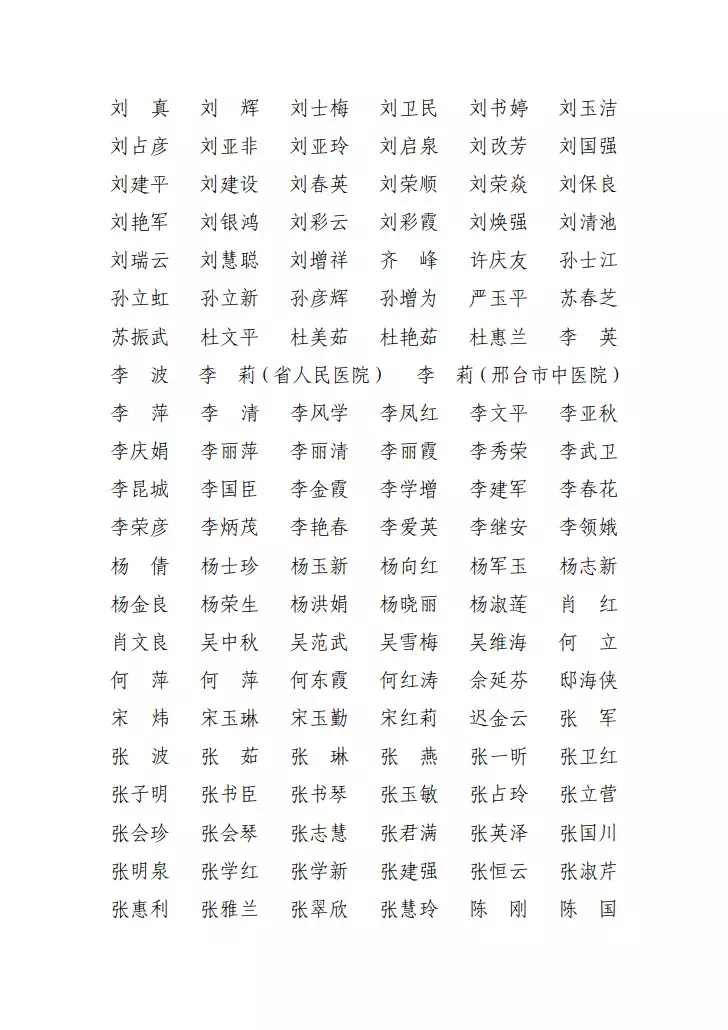 刘　真　刘　辉　刘士梅　刘卫民　刘书婷　刘玉洁
刘占彦　刘亚非　刘亚玲　刘启泉　刘改芳　刘国强
刘建平　刘建设　刘春英　刘荣顺　刘荣焱　刘保良
刘艳军　刘银鸿　刘彩云　刘彩霞　刘焕强　刘清池
刘瑞云　刘慧聪　刘增祥　齐　峰　许庆友　孙士江
孙立虹　孙立新　孙彦辉　孙增为　严玉平　苏春芝
苏振武　杜文平　杜美茹　杜艳茹　杜惠兰　李　英
李　波　李　莉（省人民医院）　李　莉（邢台市中医院）
李　萍　李　清　李风学　李凤红　李文平　李亚秋
李庆娟　李丽萍　李丽清　李丽霞　李秀荣　李武卫
李昆城　李国臣　李金霞　李学增　李建军　李春花
李荣彦　李炳茂　李艳春　李爱英　李继安　李领娥
杨　倩　杨士珍　杨玉新　杨向红　杨军玉　杨志新
杨金良　杨荣生　杨洪娟　杨晓丽　杨淑莲　肖　红
肖文良　吴中秋　吴范武　吴雪梅　吴维海　何　立
何　萍　何　萍　何东霞　何红涛　佘延芬　邸海侠
宋　炜　宋玉琳　宋玉勤　宋红莉　迟金云　张　军
张　波　张　茹　张　琳　张　燕　张一昕　张卫红
张子明　张书臣　张书琴　张玉敏　张占玲　张立营
张会珍　张会琴　张志慧　张君满　张英泽　张国川
张明泉　张学红　张学新　张建强　张恒云　张淑芹
张惠利　张雅兰　张翠欣　张慧玲　陈　刚　陈　国